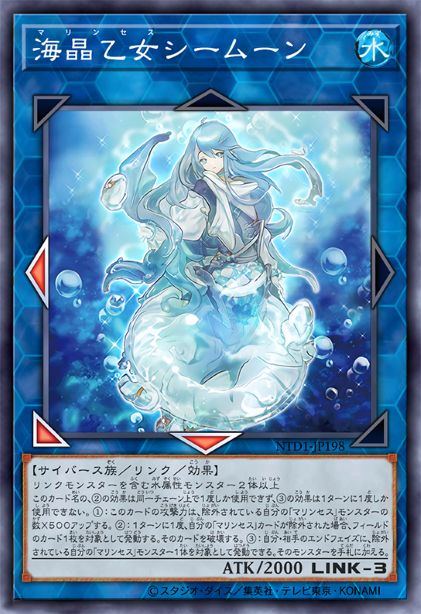 マリンセス
海晶乙女シームーン
みず
水
NTD1-JP198
【サイバース族/リンク/効果】
リンクモンスターを含む水属性モンスター2体以上
このカード名の、②の効果は同一チェーン上で1度しか使用できず、③の効果は1ターンに1度しか
使用できない。①:このカードの攻撃力は、除外されている自分の「マリンセス」モンスターの
数×500アップする。②:1ターンに1度、自分の「マリンセス」カードが除外された場合、フィールド
のカード1枚を対象として発動する。そのカードを破壊する。③:自分・相手のエンドフェイズに、除外
されている自分の「マリンセス」モンスター1体を対象として発動できる。そのモンスターを手札に加える。
ATK/2000 LINK-3
©スタジオ・ダイス/集英社・テレビ東京・KONAMI